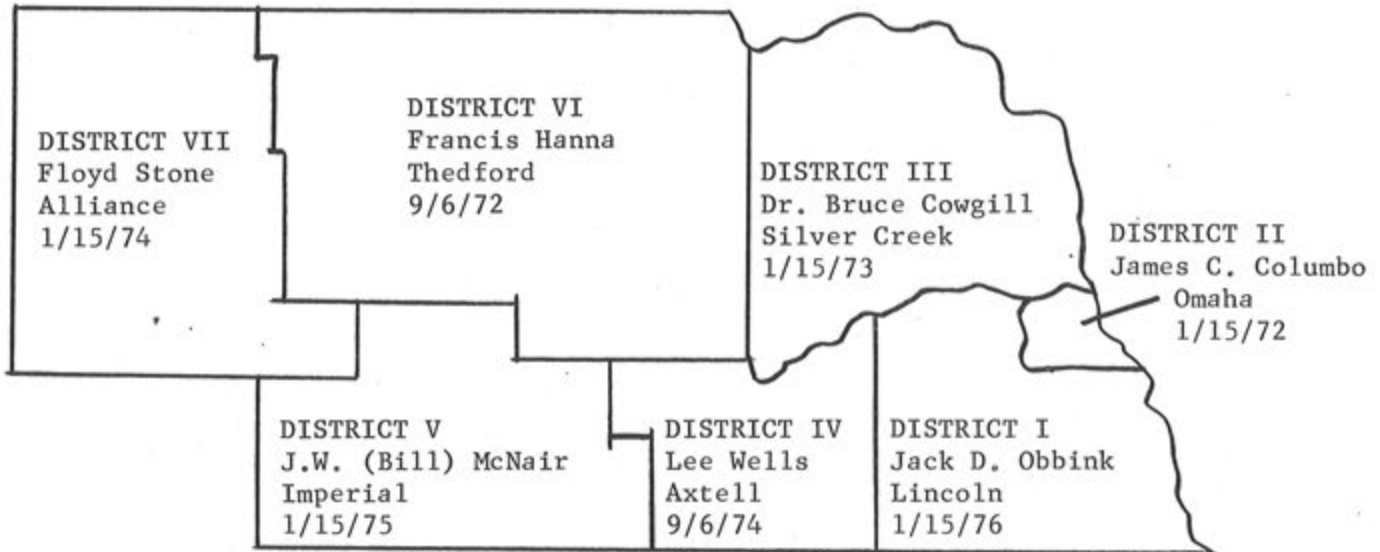 DISTRICT VII
Floyd Stone
Alliance
1/15/74
DISTRICT VI
Francis Hanna
Thedford
9/6/72
DISTRICT III
Dr. Bruce Cowgill
Silver Creek
1/15/73
DISTRICT II
James C. Columbo
Omaha
1/15/72
DISTRICT V
J.W. (Bill) McNair
Imperial
1/15/75
DISTRICT IV
Lee Wells
Axtell
9/6/74
DISTRICT I
Jack D. Obbink
Lincoln
1/15/76